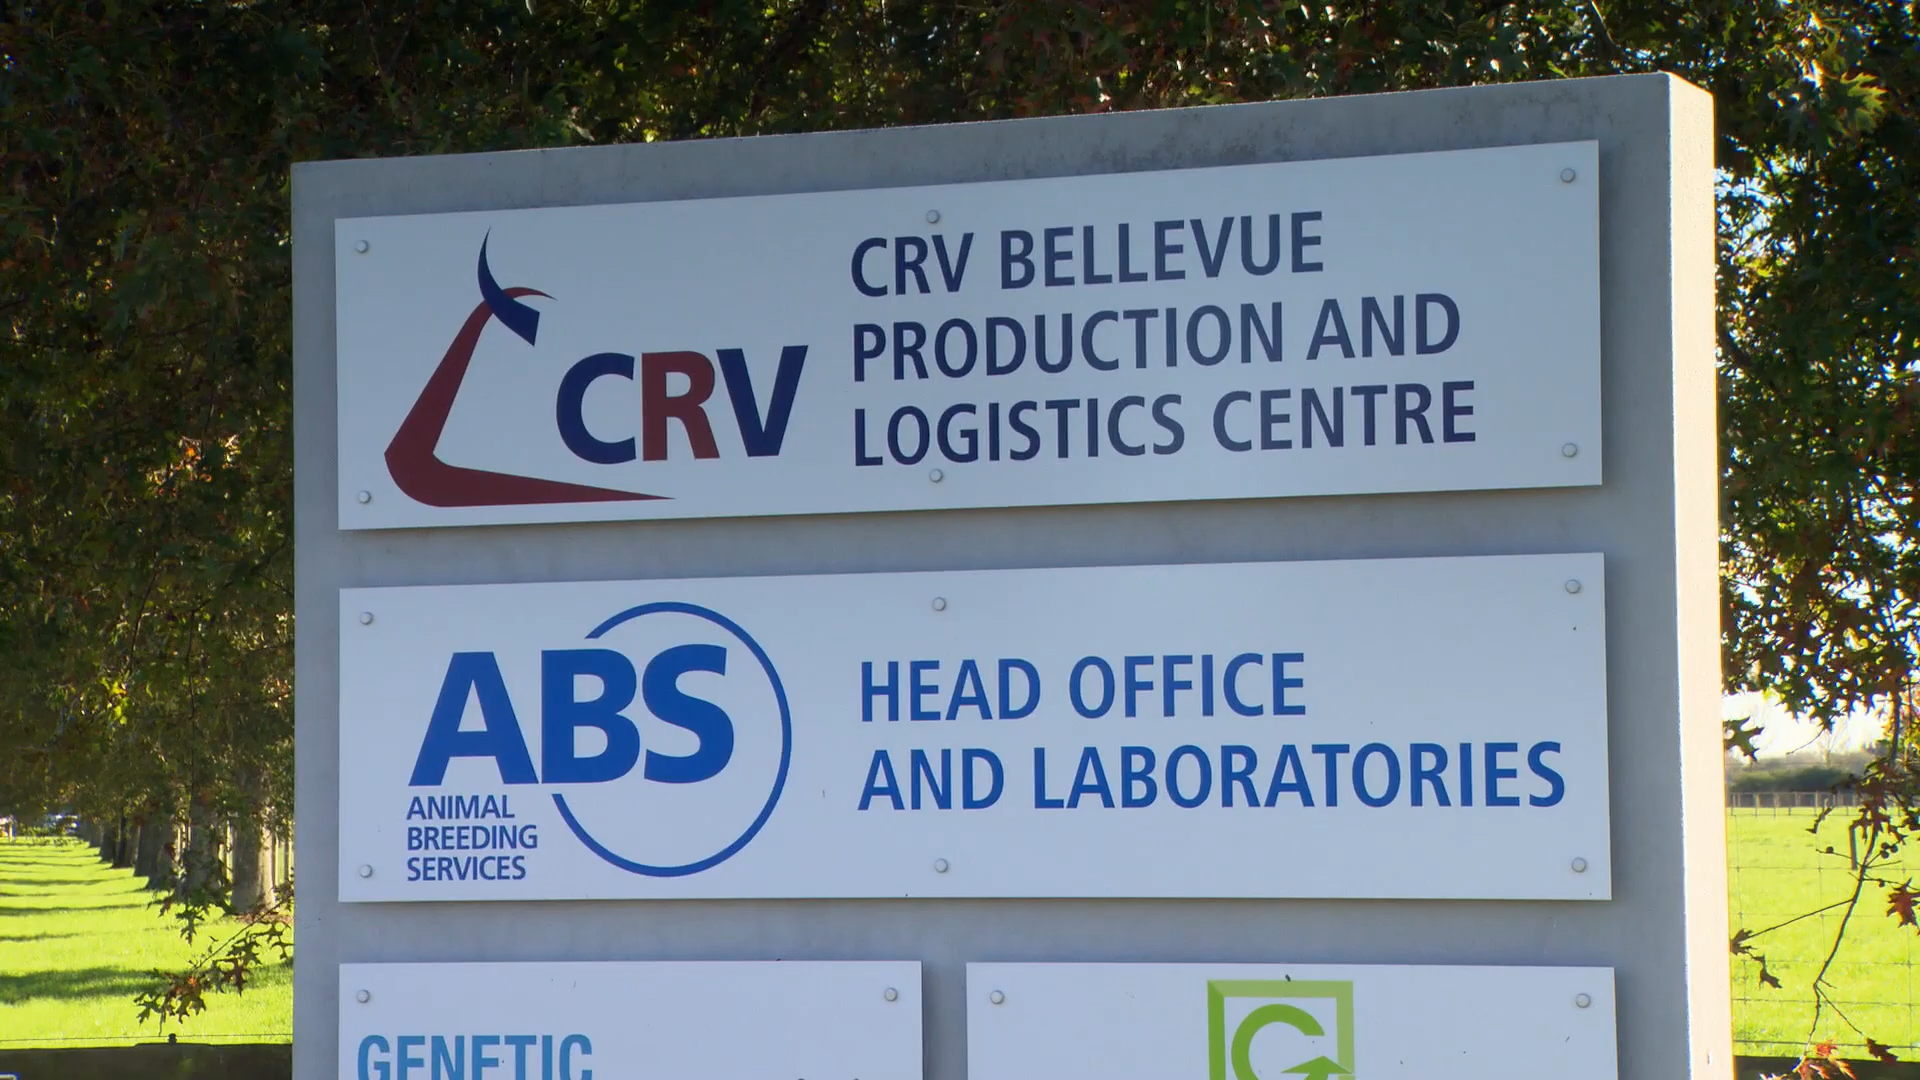 CRV
CRV BELLEVUE
PRODUCTION AND
LOGISTICS CENTRE
ABS
ANIMAL
BREEDING
SERVICES
HEAD OFFICE
AND LABORATORIES
GENETIC